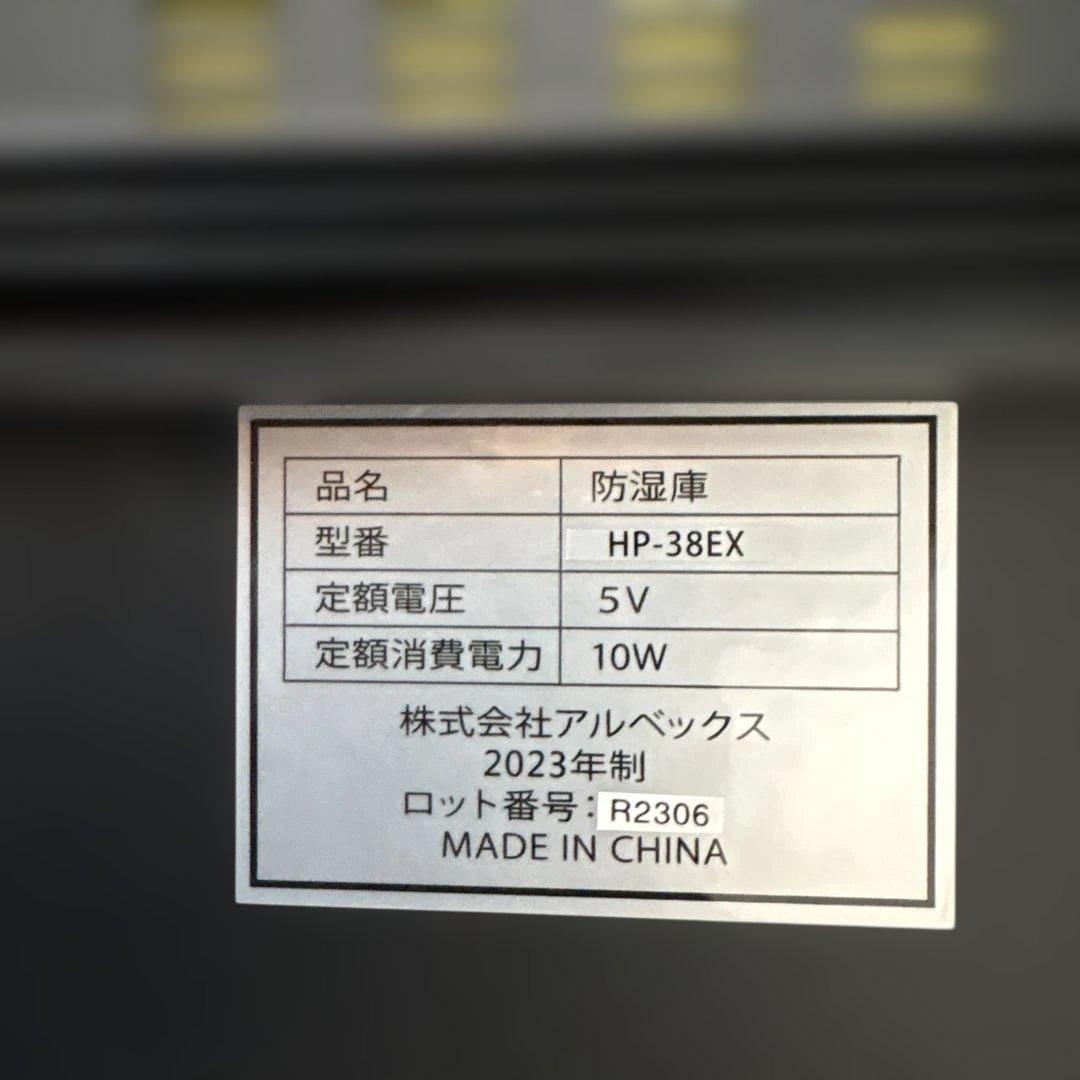 品名 防湿庫
型番 HP-38EX
定額電圧 5V
定額消費電力 10W
株式会社アルベックス
2023年制
ロット番号：R2306
MADE IN CHINA